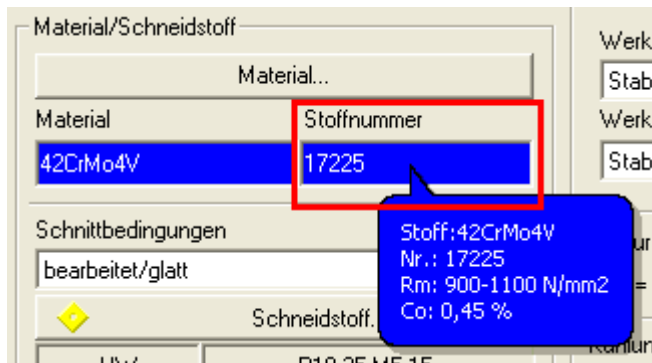 Material/Schneidstoff
Material...
Material
Stoffnummer
42CrMo4V
17225
Schnittbedingungen
bearbeitet/glatt
Schneidstoff.
Stoff:42CrMo4V
Nr.: 17225
Rm: 900-1100 N/mm2
Co: 0,45 %
Werk
Stab
Werk
Stab
ur
=